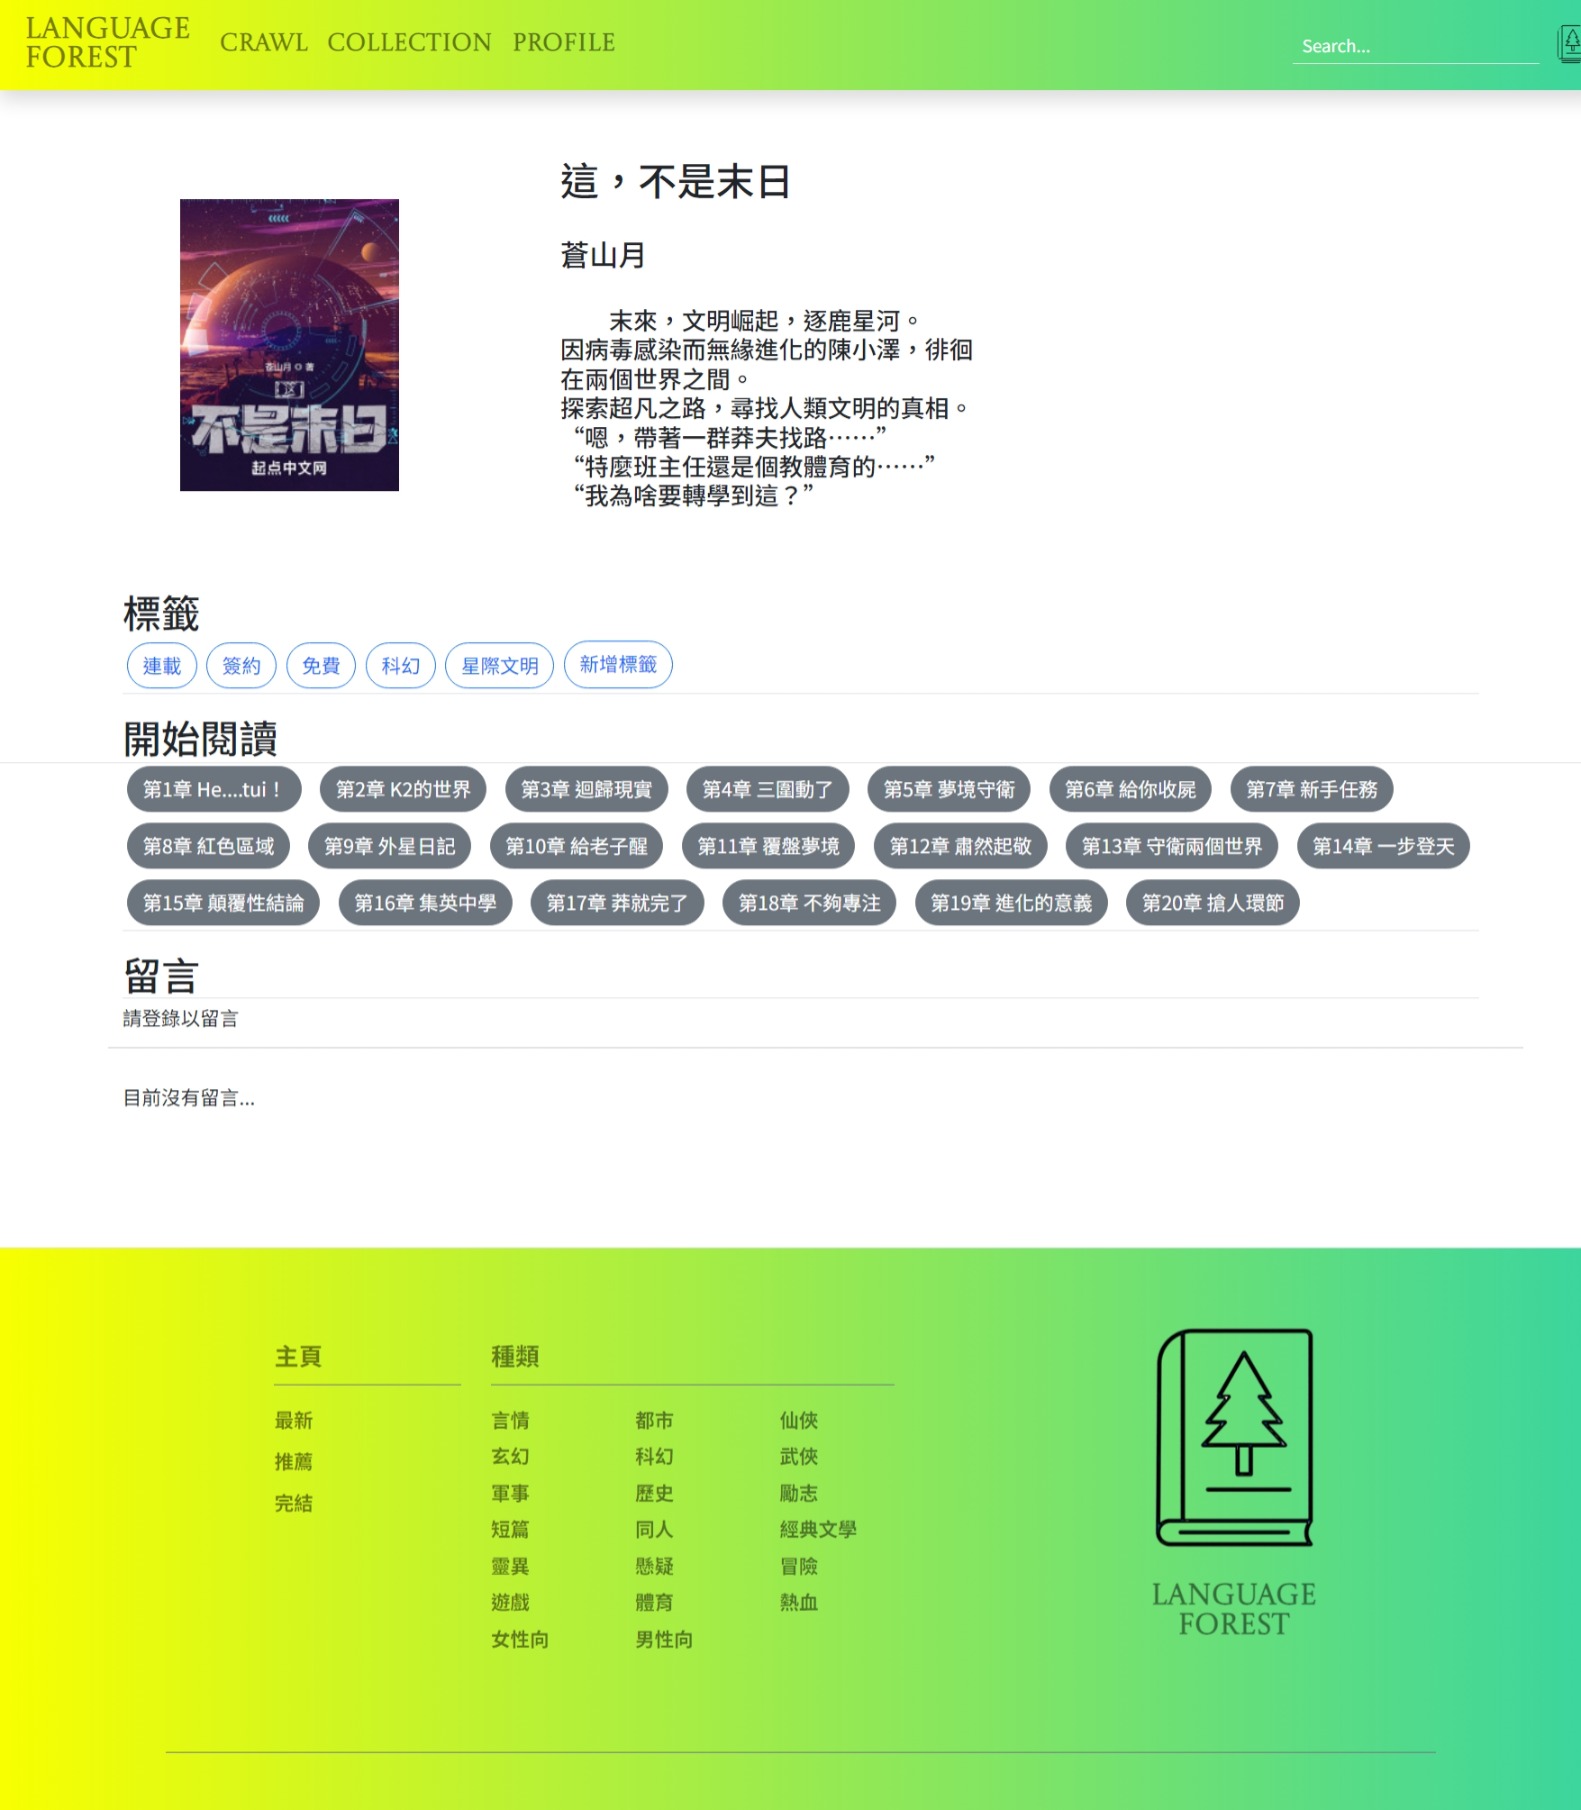 LANGUAGE
FOREST
CRAWL COLLECTION PROFILE
Search...
這，不是末日
蒼山月
末來，文明崛起，逐鹿星河。
因病毒感染而無緣進化的陳小澤，徘徊
在兩個世界之間。
探索超凡之路，尋找人類文明的真相。
“嗯，帶著一群莽夫找路⋯⋯”
“特麼班主任還是個教體育的⋯⋯”
“我為啥要轉學到這？”
蒼山月 著
這
不是末日
起点中文网
標籤
連載 簽約 免費 科幻 星際文明 新增標籤
開始閱讀
第1章 He....tui！ 第2章 K2的世界 第3章 迴歸現實 第4章 三圍動了 第5章 夢境守衛 第6章 給你收屍 第7章 新手任務
第8章 紅色區域 第9章 外星日記 第10章 給老子醒 第11章 覆盤夢境 第12章 肅然起敬 第13章 守衛兩個世界 第14章 一步登天
第15章 顛覆性結論 第16章 集英中學 第17章 莽就完了 第18章 不夠專注 第19章 進化的意義 第20章 搶人環節
留言
請登錄以留言
目前沒有留言...
主頁
最新
推薦
完結
種類
言情 都市 仙俠
玄幻 科幻 武俠
軍事 歷史 勵志
短篇 同人 經典文學
靈異 懸疑 冒險
遊戲 體育 熱血
女性向 男性向
LANGUAGE
FOREST